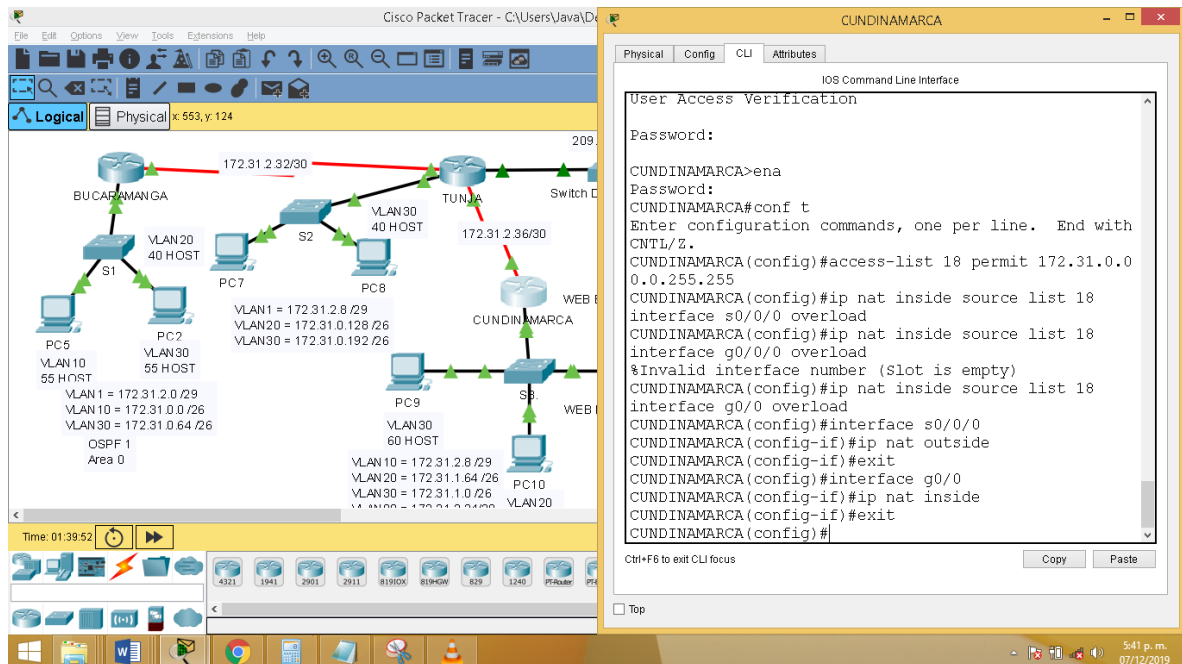 Cisco Packet Tracer - C:\Users\Java\De
File Edit Options View Tools Extensions Help
Logical Physical x: 553, y: 124
209.
172.31.2.32/30
BUCARAMANGA
TUNJA
Switch D
VLAN30
40 HOST
S2
172.31.2.36/30
VLAN20
40 HOST
S1
PC7
PC8
WEB
VLAN1 = 172.31.2.8 /29
VLAN20 = 172.31.0.128 /26
VLAN30 = 172.31.0.192 /26
CUNDINAMARCA
PC5
PC2
VLAN10
55 HOST
VLAN30
55 HOST
VLAN1 = 172.31.2.0 /29
VLAN10 = 172.31.0.0 /26
VLAN30 = 172.31.0.64 /26
OSPF 1
Area 0
PC9
S3.
WEB
VLAN30
60 HOST
PC10
VLAN10 = 172.31.2.8 /29
VLAN20 = 172.31.1.64 /26
VLAN30 = 172.31.1.0 /26
VLAN20
Time: 01:39:52
4321 1941 2901 2911 819IOX 819HGW 829 1240 PT-Router
CUNDINAMARCA
Physical Config CLI Attributes
IOS Command Line Interface
User Access Verification
Password:
CUNDINAMARCA>ena
Password:
CUNDINAMARCA#conf t
Enter configuration commands, one per line. End with
CNTL/Z.
CUNDINAMARCA(config)#access-list 18 permit 172.31.0.0
0.0.255.255
CUNDINAMARCA(config)#ip nat inside source list 18
interface s0/0/0 overload
CUNDINAMARCA(config)#ip nat inside source list 18
interface g0/0/0 overload
%Invalid interface number (Slot is empty)
CUNDINAMARCA(config)#ip nat inside source list 18
interface g0/0 overload
CUNDINAMARCA(config)#interface s0/0/0
CUNDINAMARCA(config-if)#ip nat outside
CUNDINAMARCA(config-if)#exit
CUNDINAMARCA(config)#interface g0/0
CUNDINAMARCA(config-if)#ip nat inside
CUNDINAMARCA(config-if)#exit
CUNDINAMARCA(config)#
Ctrl+F6 to exit CLI focus
Copy Paste
Top
5:41 p. m.
07/12/2019